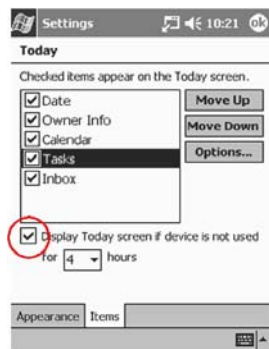 Settings 10:21 ok
Today
Checked items appear on the Today screen.
Date
Owner Info
Calendar
Tasks
Inbox
Move Up
Move Down
Options...
Display Today screen if device is not used
for 4 hours
Appearance Items